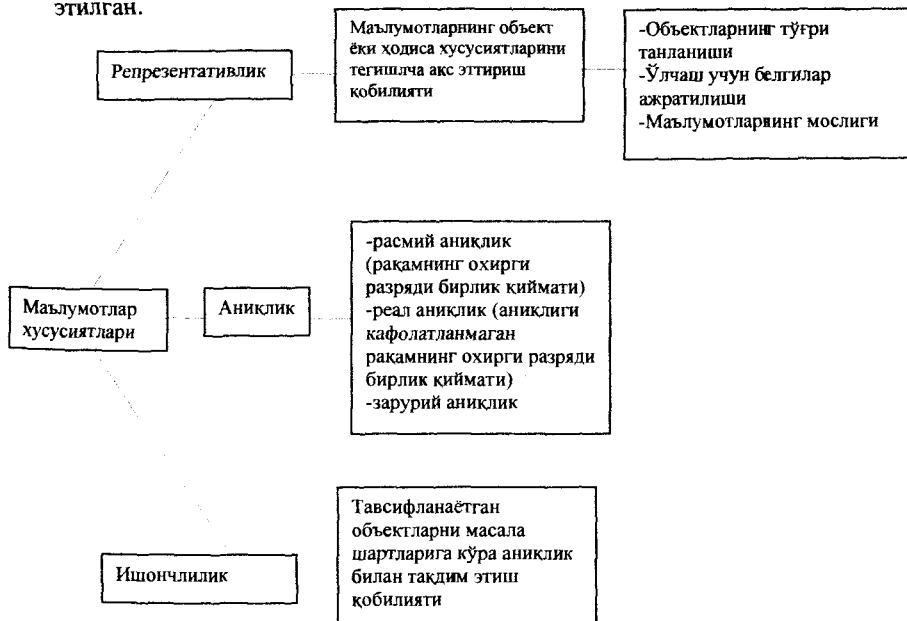 этилган.
Репрезентативлик
Маълумотларнинг объект
ёки ҳодиса хусусиятларини
тегишлча акс эттириш
қобилияти
-Объектларнинг тўғри
танланиши
-Ўлчаш учун белгилар
ажратилиши
-Маълумотларнинг мослиги
Маълумотлар
хусусиятлари
Аниқлик
-расмий аниқлик
(рақамнинг охирги
разряди бирлик қиймати)
-реал аниқлик (аниқлиги
кафолатланмаган
рақамнинг охирги разряди
бирлик қиймати)
-зарурий аниқлик
Ишончлилик
Тавсифланаётган
объектларни масала
шартларига кўра аниқлик
билан тақдим этиш
қобилияти